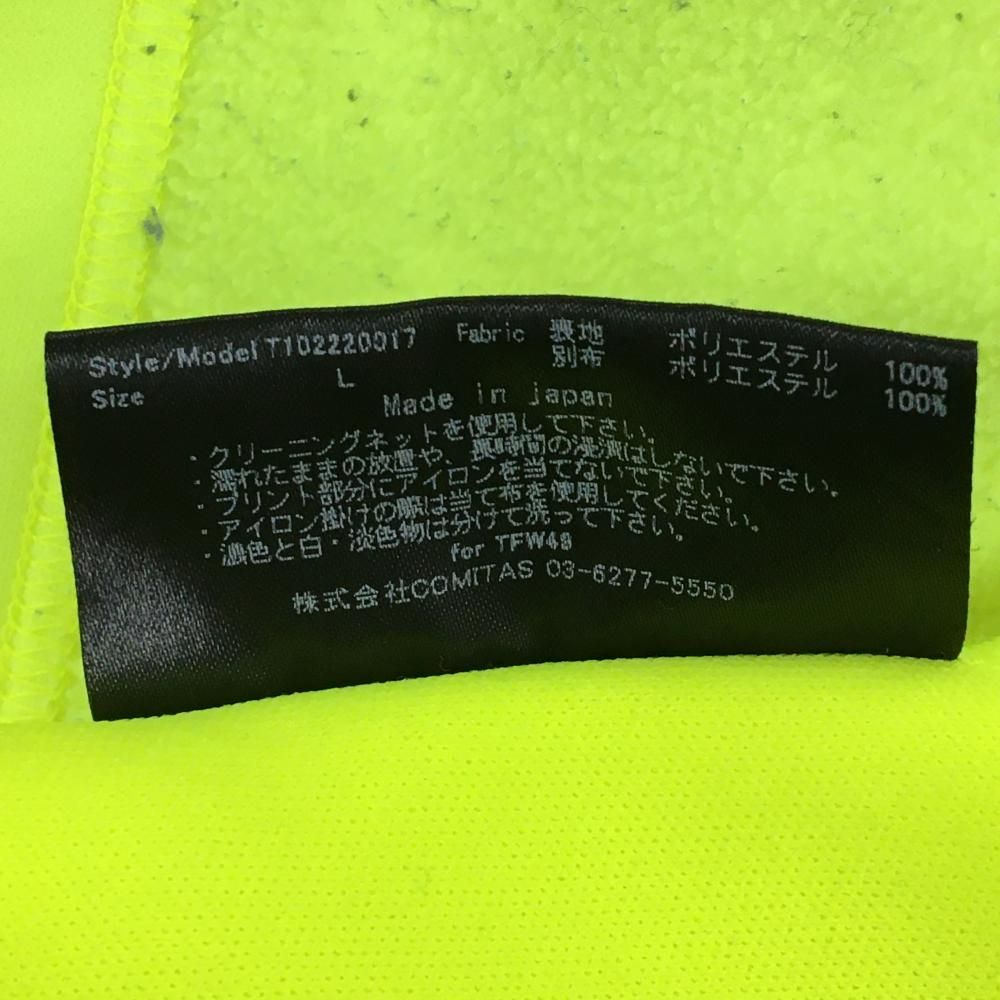 Style/Model T102220017 Fabric 表地 ポリエステル 100%
Size L 別布 ポリエステル 100%
Made in japan
・クリーニングネットを使用して下さい。
・濡れたままの放置や、長時間の浸漬はしないで下さい。
・プリント部分にアイロンを当てないで下さい。
・アイロン掛けの際は当て布を使用してください。
・濃色と白・淡色物は分けて洗って下さい。
for TFW49
株式会社COMITAS 03-6277-5550